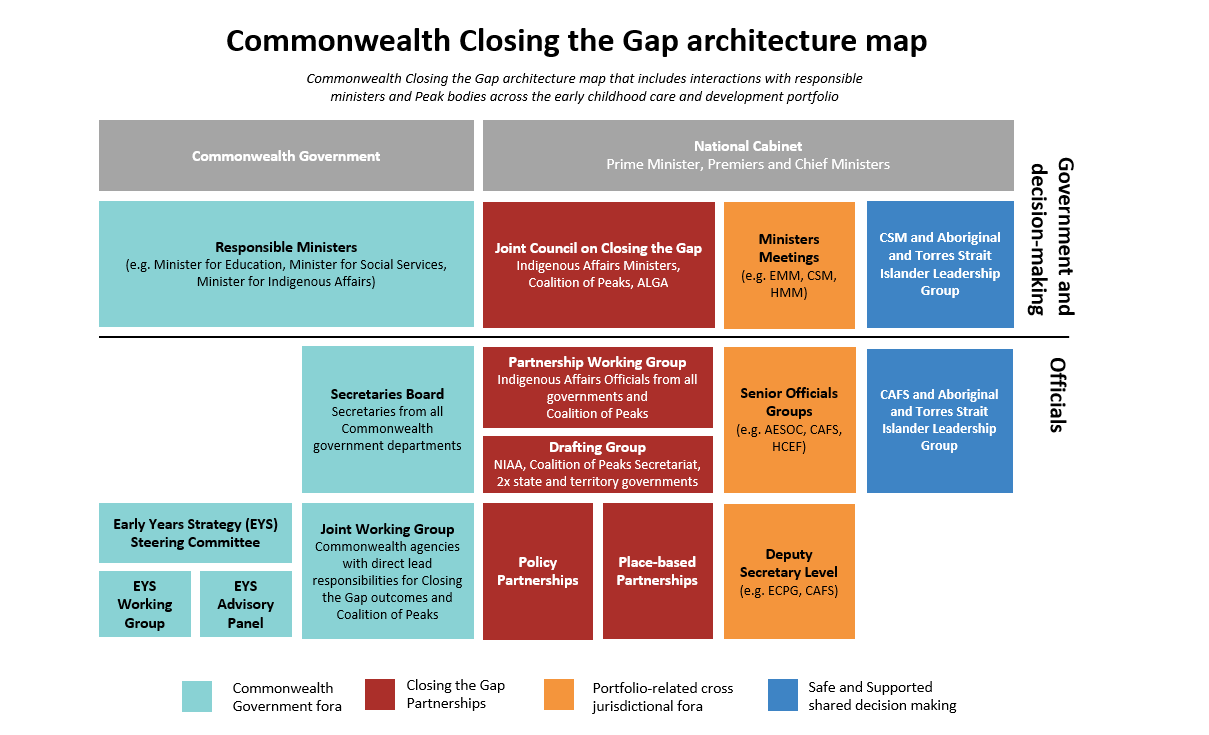 Commonwealth Closing the Gap architecture map
Commonwealth Closing the Gap architecture map that includes interactions with responsible
ministers and Peak bodies across the early childhood care and development portfolio
Commonwealth Government
National Cabinet
Prime Minister, Premiers and Chief Ministers
Government and
decision-making
Responsible Ministers
(e.g. Minister for Education, Minister for Social Services,
Minister for Indigenous Affairs)
Joint Council on Closing the Gap
Indigenous Affairs Ministers,
Coalition of Peaks, ALGA
Ministers
Meetings
(e.g. EMM, CSM,
HMM)
CSM and Aboriginal
and Torres Strait
Islander Leadership
Group
Officials
Secretaries Board
Secretaries from all
Commonwealth
government departments
Partnership Working Group
Indigenous Affairs Officials from all
governments and
Coalition of Peaks
Drafting Group
NIAA, Coalition of Peaks Secretariat,
2x state and territory governments
Senior Officials
Groups
(e.g. AESOC, CAFS,
HCEF)
CAFS and Aboriginal
and Torres Strait
Islander Leadership
Group
Early Years Strategy (EYS)
Steering Committee
EYS
Working
Group
EYS
Advisory
Panel
Joint Working Group
Commonwealth agencies
with direct lead
responsibilities for Closing
the Gap outcomes and
Coalition of Peaks
Policy
Partnerships
Place-based
Partnerships
Deputy
Secretary Level
(e.g. ECPG, CAFS)
Commonwealth
Government fora
Closing the Gap
Partnerships
Portfolio-related cross
jurisdictional fora
Safe and Supported
shared decision making